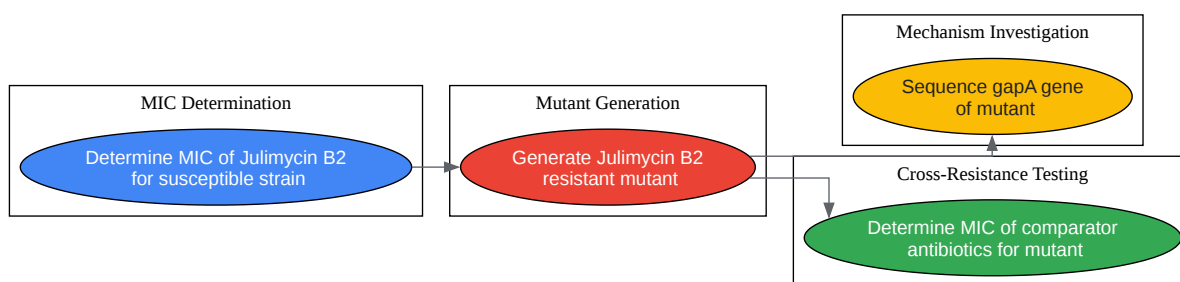 MIC Determination
Determine MIC of Julimycin B2
for susceptible strain
Mutant Generation
Generate Julimycin B2
resistant mutant
Mechanism Investigation
Sequence gapA gene
of mutant
Cross-Resistance Testing
Determine MIC of comparator
antibiotics for mutant